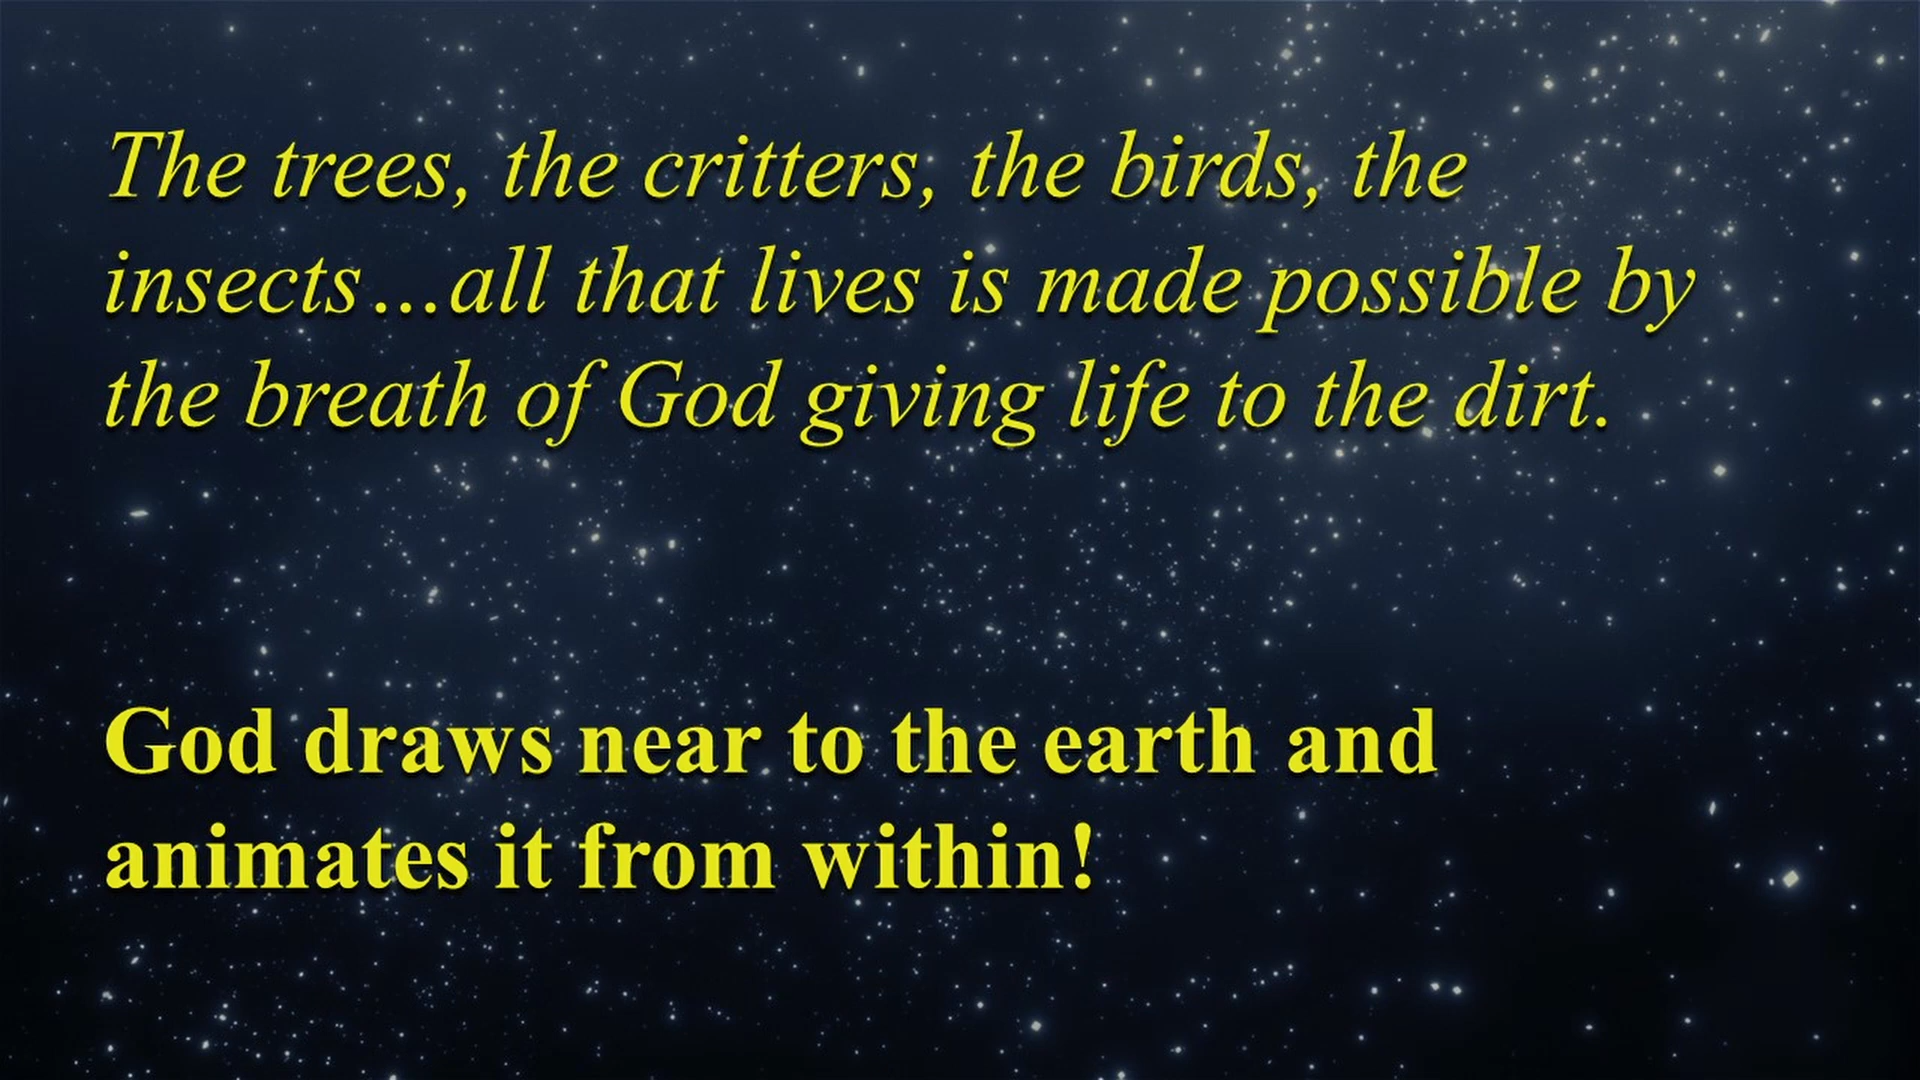 The trees, the critters, the birds, the
insects…all that lives is made possible by
the breath of God giving life to the dirt.
God draws near to the earth and
animates it from within!